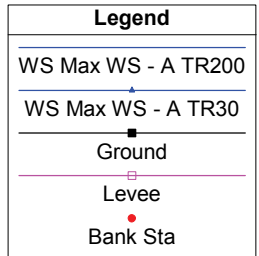 Legend
WS Max WS - A TR200
WS Max WS - A TR30
Ground
Levee
Bank Sta